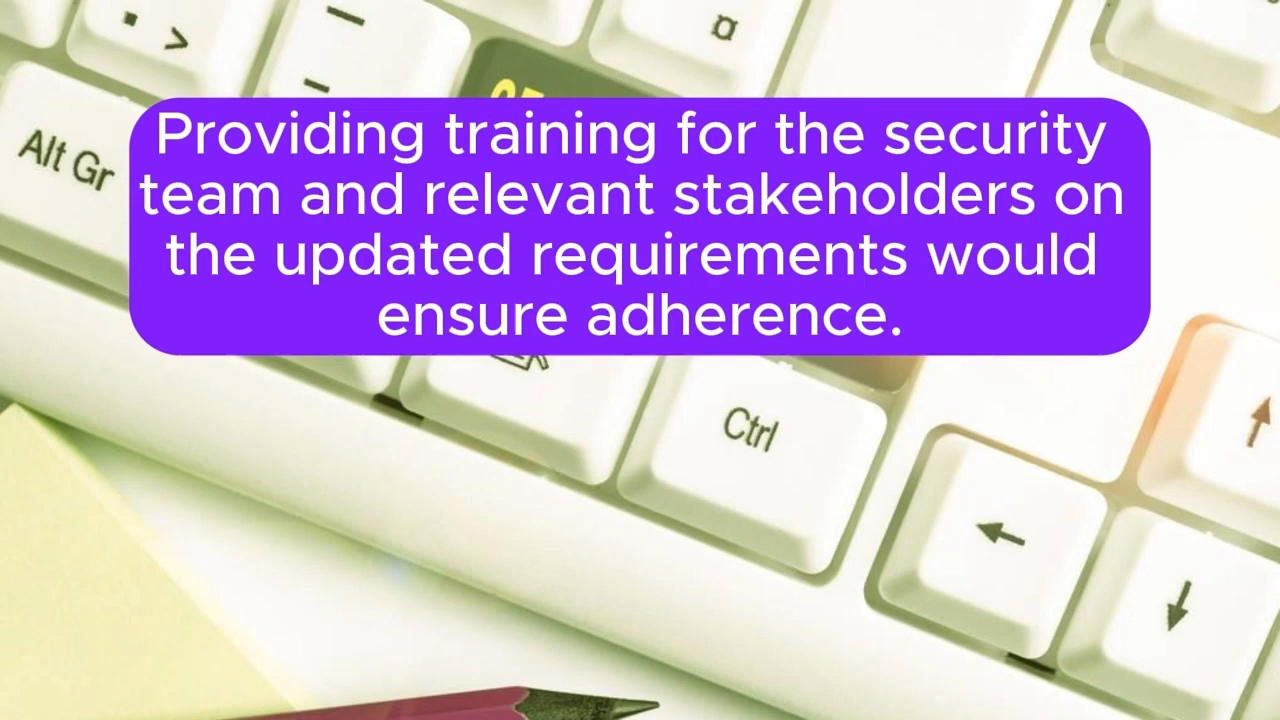 Providing training for the security
team and relevant stakeholders on
the updated requirements would
ensure adherence.
Alt Gr
Ctrl